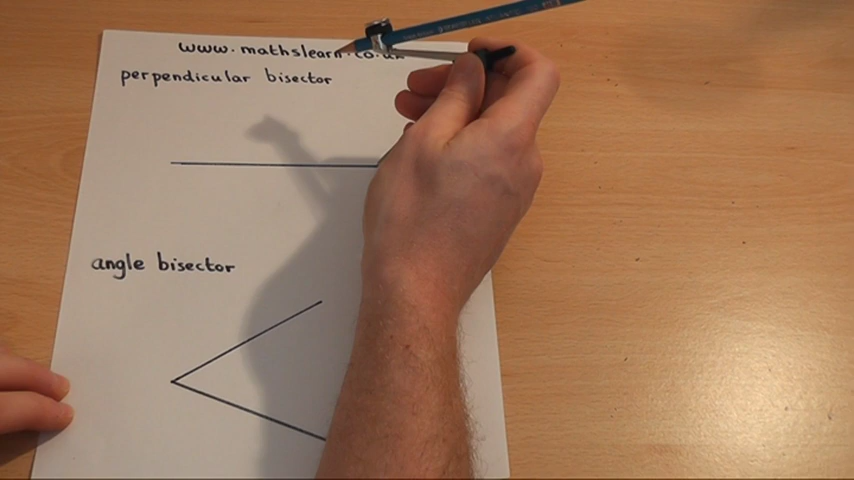 www.mathslearn.co.uk
perpendicular bisector
angle bisector